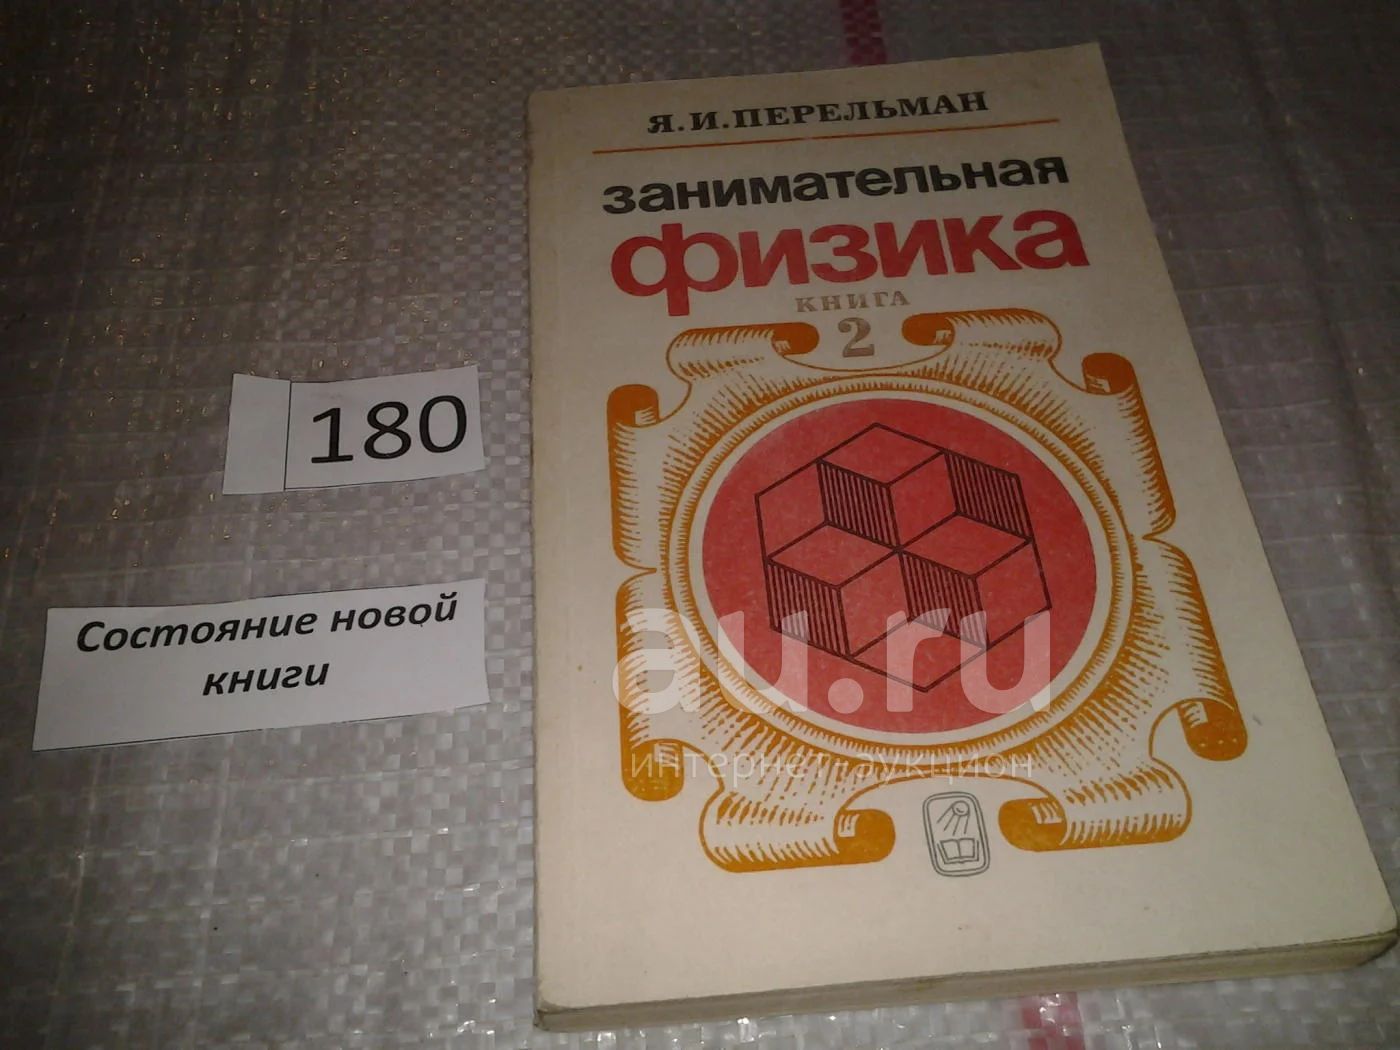 Я.И.ПЕРЕЛЬМАН
занимательная
физика
КНИГА
2
180
Состояние новой
книги
au.ru
интернет-аукцион